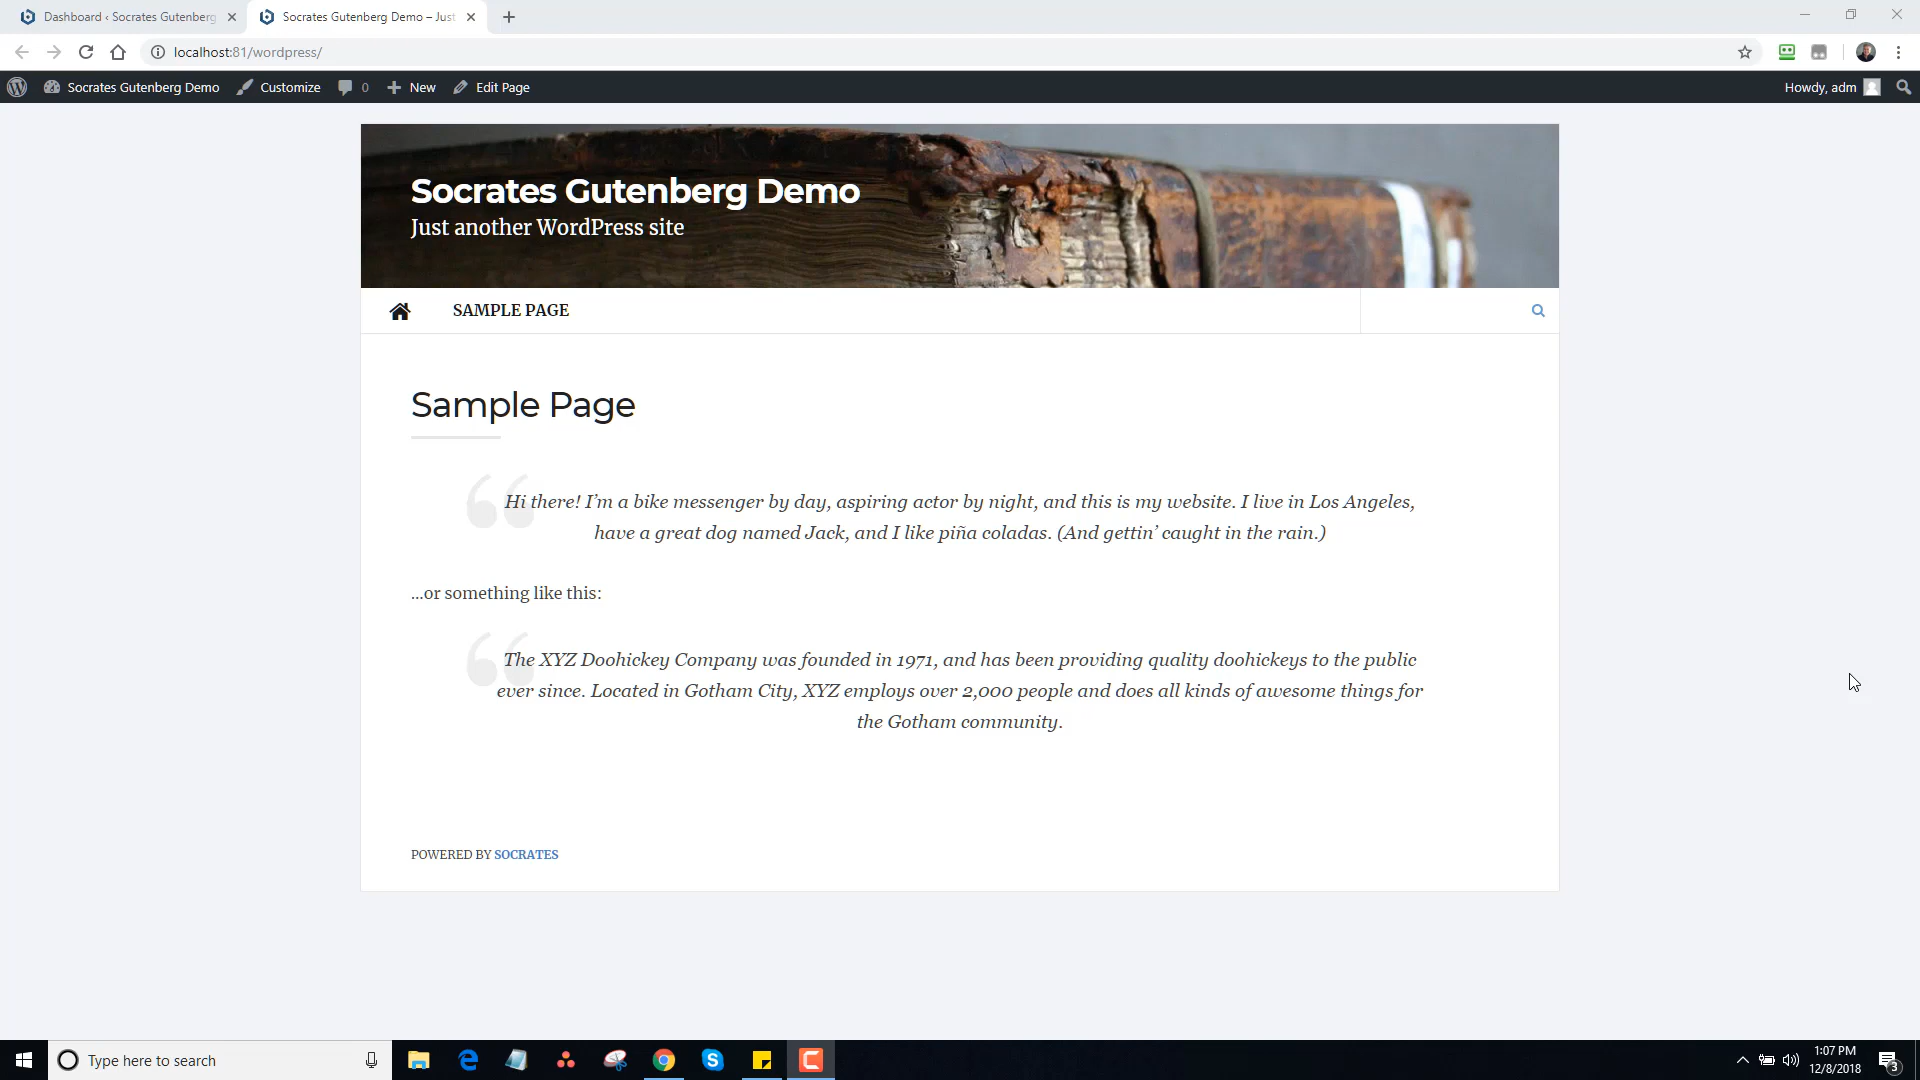 Dashboard ‹ Socrates Gutenberg
Socrates Gutenberg Demo – Just
localhost:81/wordpress/
Socrates Gutenberg Demo
Customize
0
New
Edit Page
Howdy, adm
Socrates Gutenberg Demo
Just another WordPress site
SAMPLE PAGE
Sample Page
Hi there! I’m a bike messenger by day, aspiring actor by night, and this is my website. I live in Los Angeles,
have a great dog named Jack, and I like piña coladas. (And gettin’ caught in the rain.)
…or something like this:
The XYZ Doohickey Company was founded in 1971, and has been providing quality doohickeys to the public
ever since. Located in Gotham City, XYZ employs over 2,000 people and does all kinds of awesome things for
the Gotham community.
POWERED BY SOCRATES
Type here to search
1:07 PM
12/8/2018
3